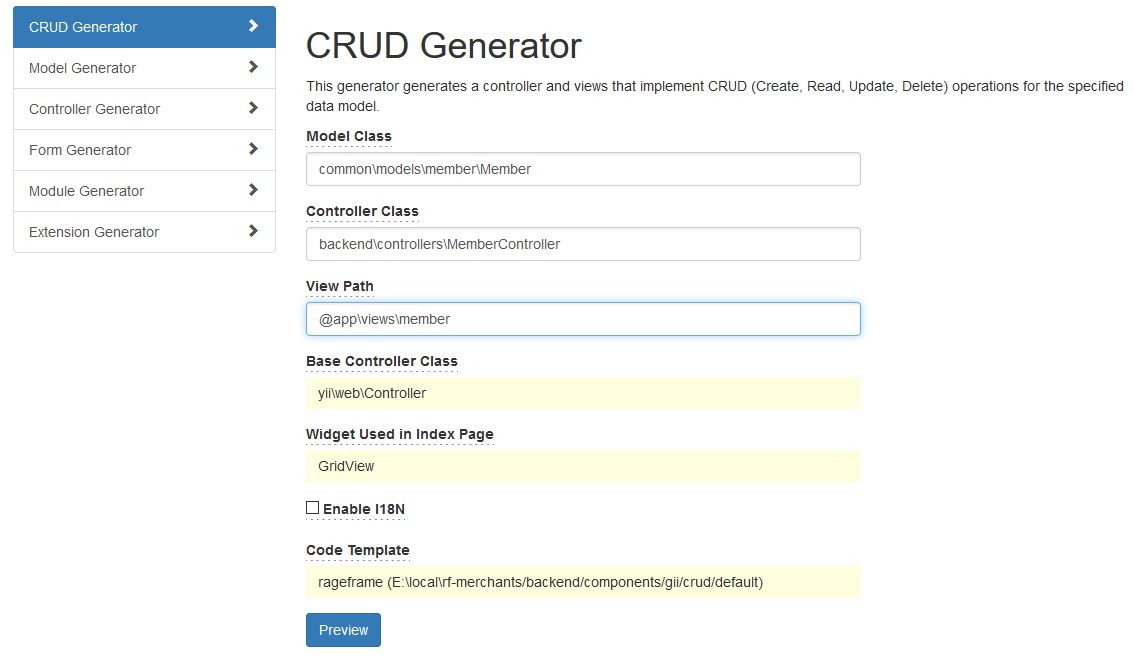 CRUD Generator
Model Generator
Controller Generator
Form Generator
Module Generator
Extension Generator
CRUD Generator
This generator generates a controller and views that implement CRUD (Create, Read, Update, Delete) operations for the specified
data model.
Model Class
common\models\member\Member
Controller Class
backend\controllers\MemberController
View Path
@app\views\member
Base Controller Class
yii\web\Controller
Widget Used in Index Page
GridView
Enable I18N
Code Template
rageframe (E:\local\rf-merchants/backend/components/gii/crud/default)
Preview